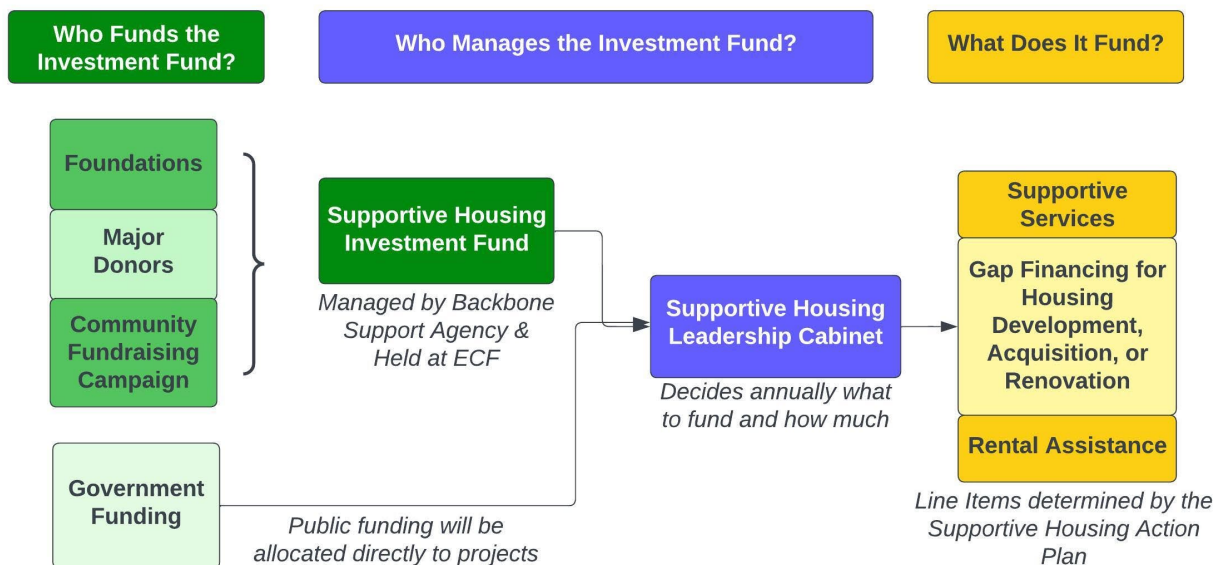 Who Funds the
Investment Fund?
Who Manages the Investment Fund?
What Does It Fund?
Foundations
Major
Donors
Community
Fundraising
Campaign
Government
Funding
Supportive Housing
Investment Fund
Managed by Backbone
Support Agency &
Held at ECF
Public funding will be
allocated directly to projects
Supportive Housing
Leadership Cabinet
Decides annually what
to fund and how much
Supportive
Services
Gap Financing for
Housing
Development,
Acquisition, or
Renovation
Rental Assistance
Line Items determined by the
Supportive Housing Action
Plan